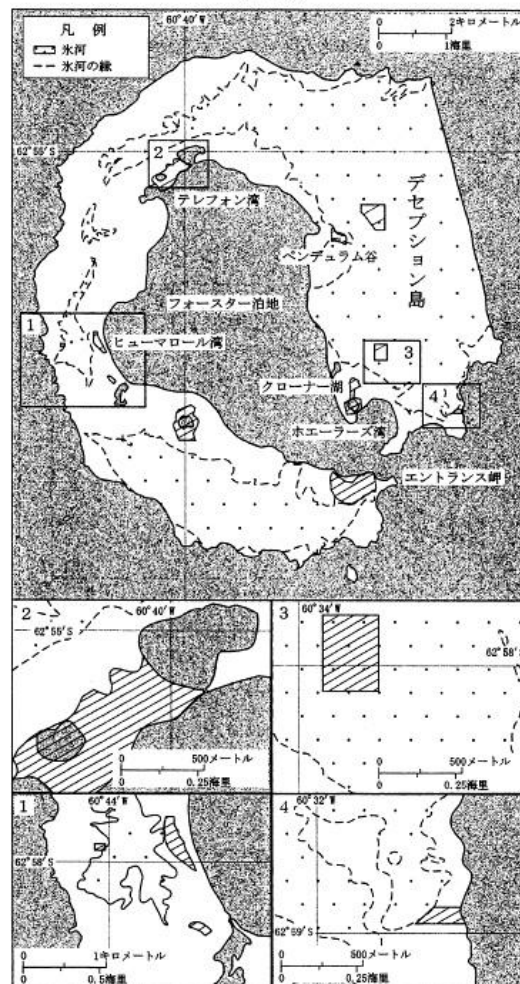 凡 例
氷河
氷河の縁
60°40′W
0 2キロメートル
0 1海里
62°55′S
2
テレフォン湾
デセプション島
ペンデュラム谷
フォースター泊地
1
ヒューマロール湾
3
クローナー湖
4
ホエーラーズ湾
エントランス岬
2
60°40′W
62°55′S
0 500メートル
0 0.25海里
3
60°34′W
62°58′S
0 500メートル
0 0.25海里
1
60°44′W
62°58′S
0 1キロメートル
0 0.5海里
4
60°32′W
62°59′S
0 500メートル
0 0.25海里